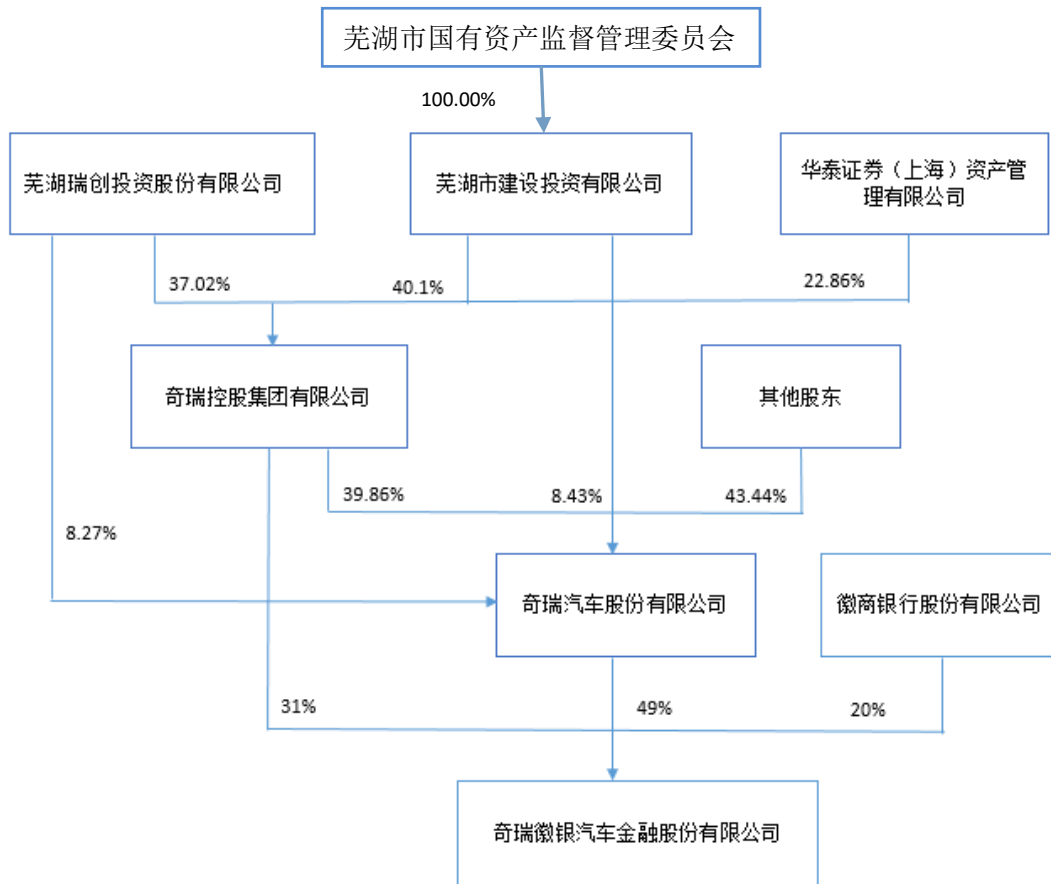 芜湖市国有资产监督管理委员会
100.00%
芜湖瑞创投资股份有限公司
芜湖市建设投资有限公司
华泰证券（上海）资产管
理有限公司
37.02%
40.1%
22.86%
奇瑞控股集团有限公司
其他股东
39.86%
8.43%
43.44%
8.27%
奇瑞汽车股份有限公司
徽商银行股份有限公司
31%
49%
20%
奇瑞徽银汽车金融股份有限公司